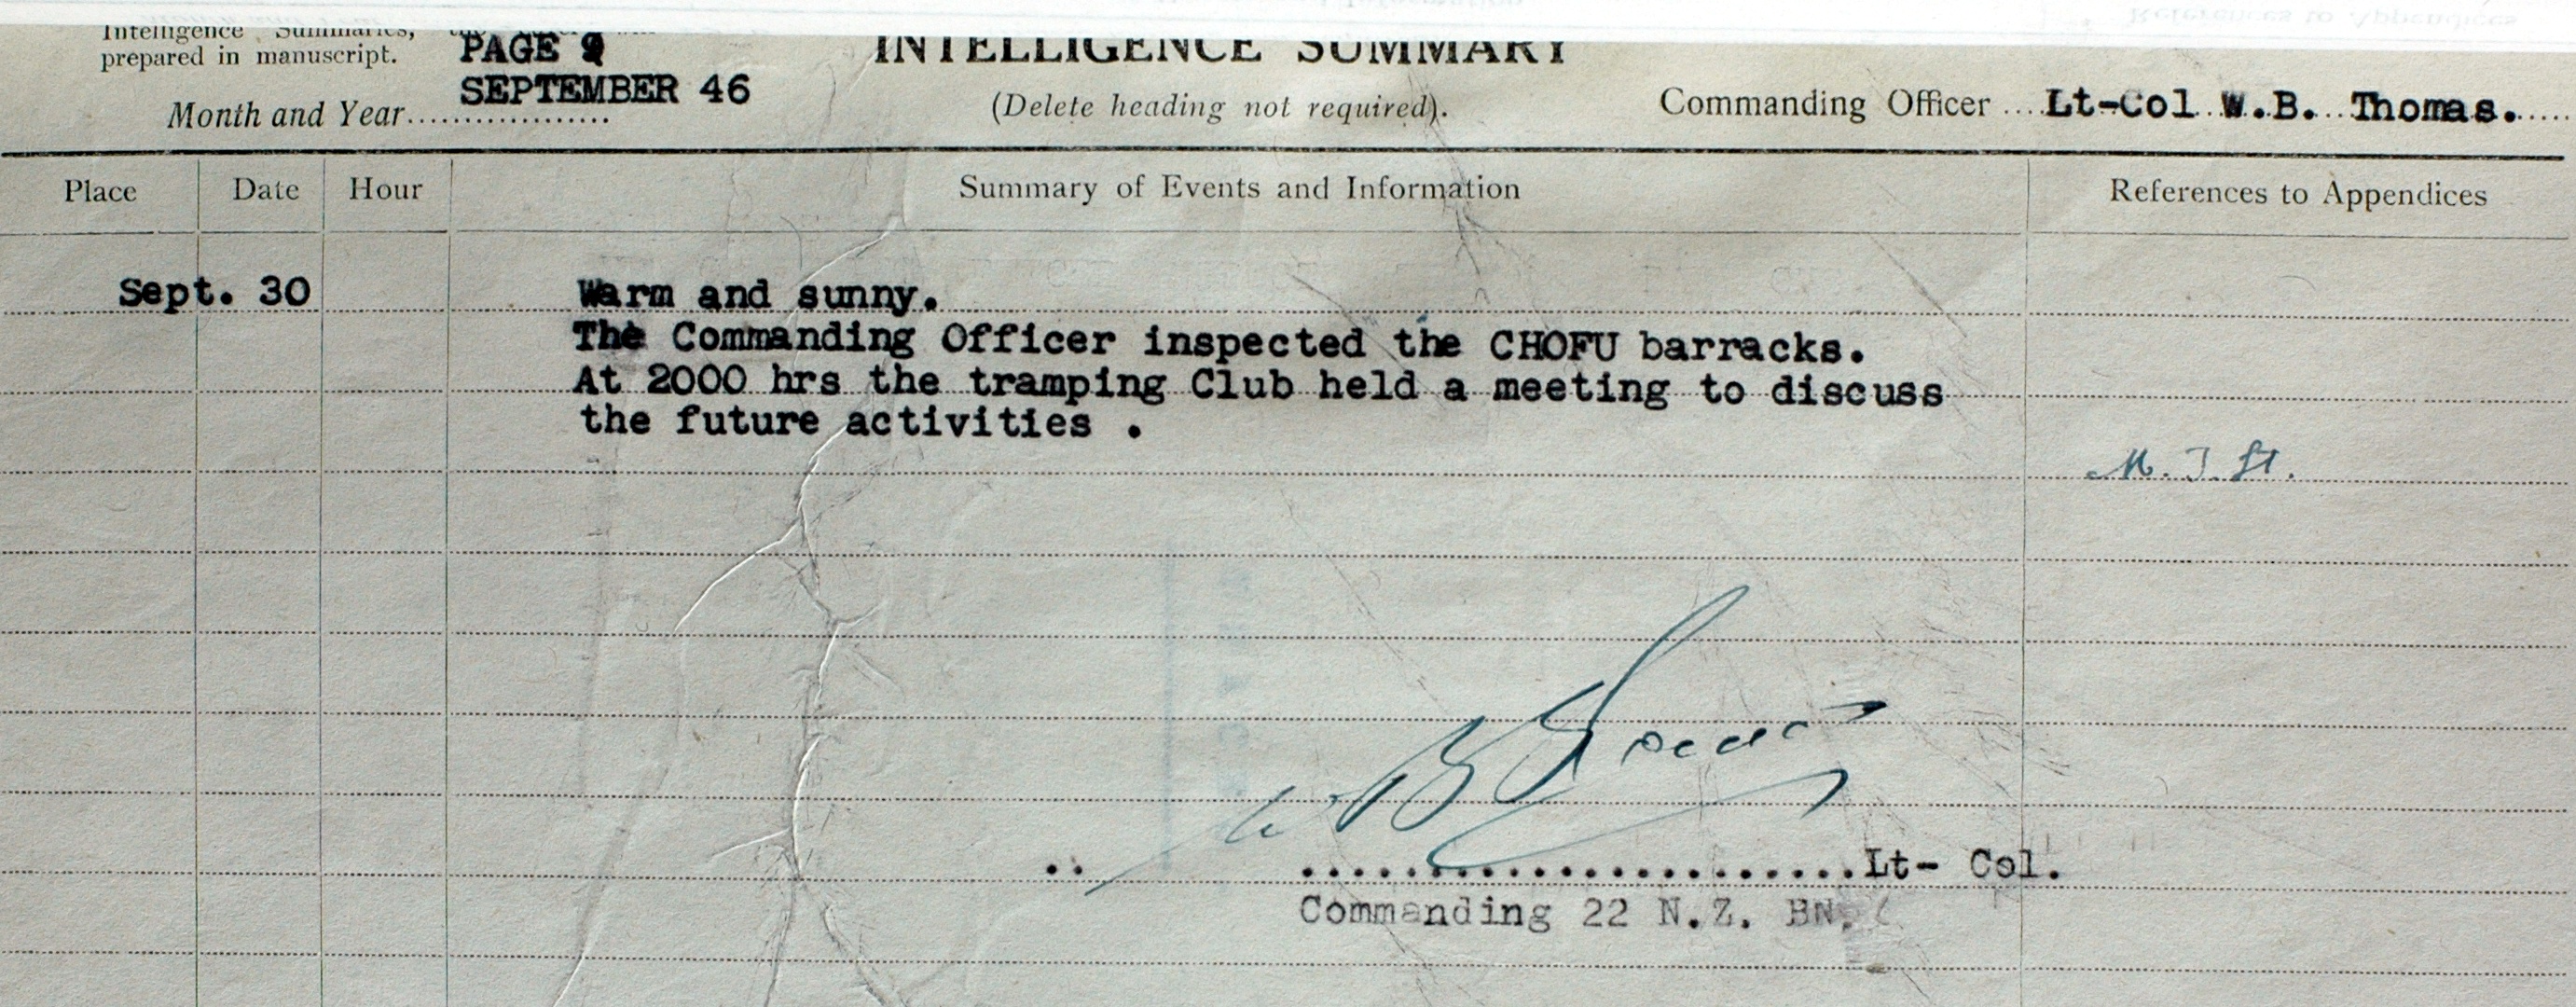 Intelligence Summaries,
prepared in manuscript.
PAGE 9
INTELLIGENCE SUMMARY
SEPTEMBER 46
Month and Year..................
(Delete heading not required).
Commanding Officer ....Lt-Col W.B. Thomas.....
Place Date Hour Summary of Events and Information References to Appendices
Sept. 30 Warm and sunny.
The Commanding Officer inspected the CHOFU barracks.
At 2000 hrs the tramping Club held a meeting to discuss
the future activities .
W B Thomas
.. ........................Lt- Col.
Commanding 22 N.Z. BN.